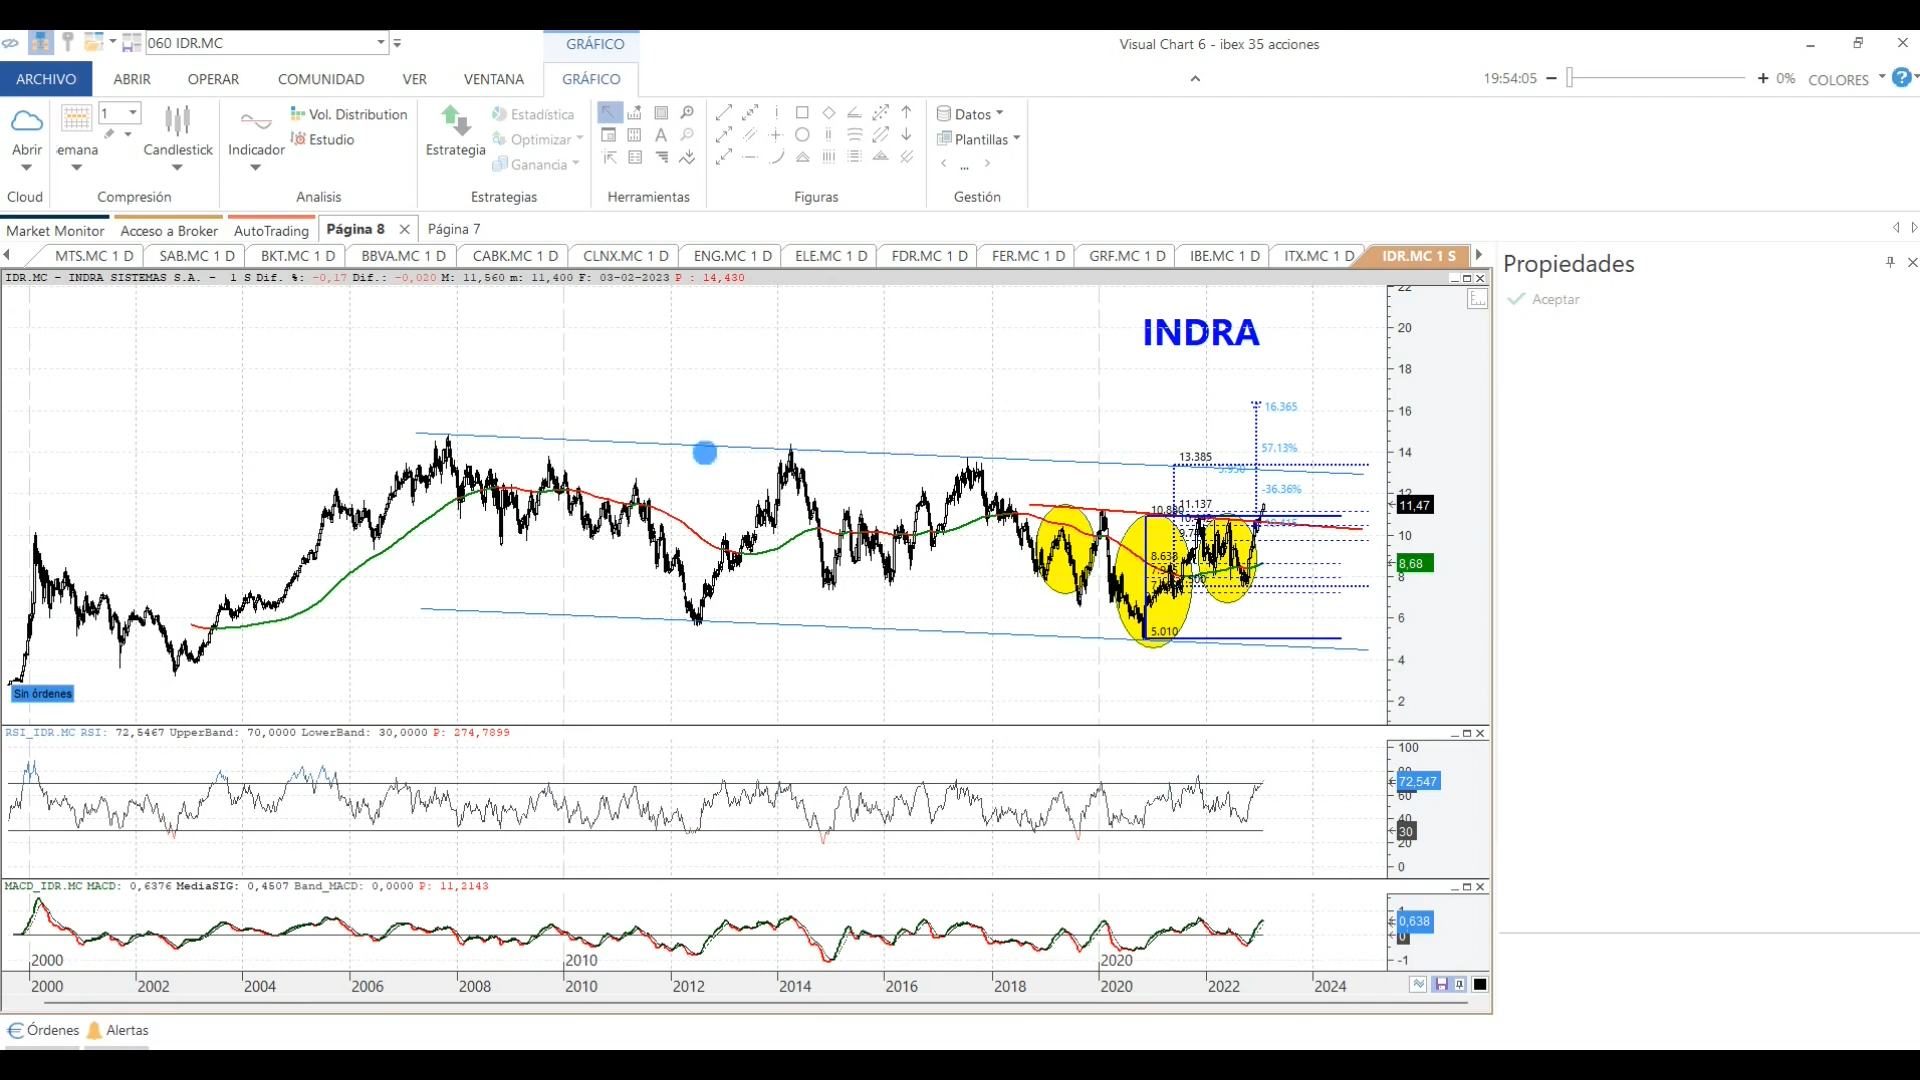 060 IDR.MC
GRÁFICO
Visual Chart 6 - ibex 35 acciones
ARCHIVO ABRIR OPERAR COMUNIDAD VER VENTANA GRÁFICO
19:54:05 0% COLORES
Abrir
emana
1
Candlestick
Indicador
Vol. Distribution
Estudio
Estrategia
Estadística
Optimizar
Ganancia
Datos
Plantillas
...
Cloud Compresión Analisis Estrategias Herramientas Figuras Gestión
Market Monitor Acceso a Broker AutoTrading Página 8 Página 7
MTS.MC 1 D SAB.MC 1 D BKT.MC 1 D BBVA.MC 1 D CABK.MC 1 D CLNX.MC 1 D ENG.MC 1 D ELE.MC 1 D FDR.MC 1 D FER.MC 1 D GRF.MC 1 D IBE.MC 1 D ITX.MC 1 D IDR.MC 1 S
Propiedades
Aceptar
IDR.MC - INDRA SISTEMAS S.A. - 1 S Dif. %: -0,17 Dif.: -0,020 M: 11,560 m: 11,400 F: 03-02-2023 P : 14,430
INDRA
22
20
18
16
14
12
11,47
10
8,68
8
6
4
2
16.365
57.13%
13.385
-36.36%
11.137
5.010
Sin órdenes
RSI_IDR.MC RSI: 72,5467 UpperBand: 70,0000 LowerBand: 30,0000 P: 274,7899
100
72,547
60
30
20
0
MACD_IDR.MC MACD: 0,6376 MediaSIG: 0,4507 Band_MACD: 0,0000 P: 11,2143
0,638
0
-1
2000 2010 2020
2000 2002 2004 2006 2008 2010 2012 2014 2016 2018 2020 2022 2024
Órdenes Alertas